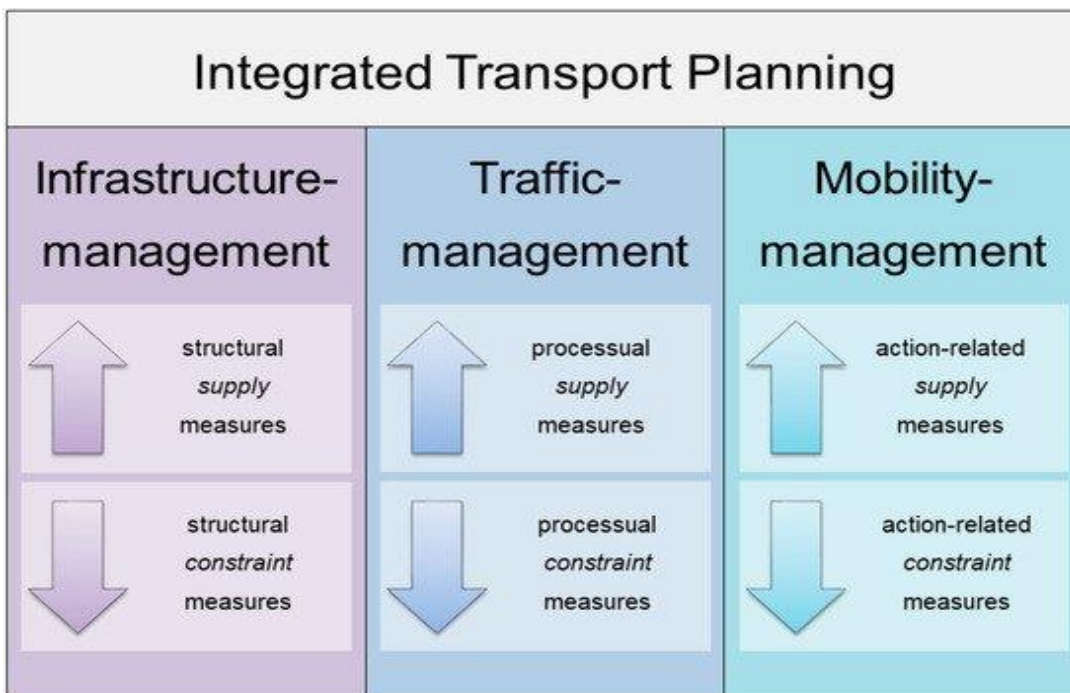 Integrated Transport Planning
Infrastructure-
management
structural
supply
measures
structural
constraint
measures
Traffic-
management
processual
supply
measures
processual
constraint
measures
Mobility-
management
action-related
supply
measures
action-related
constraint
measures